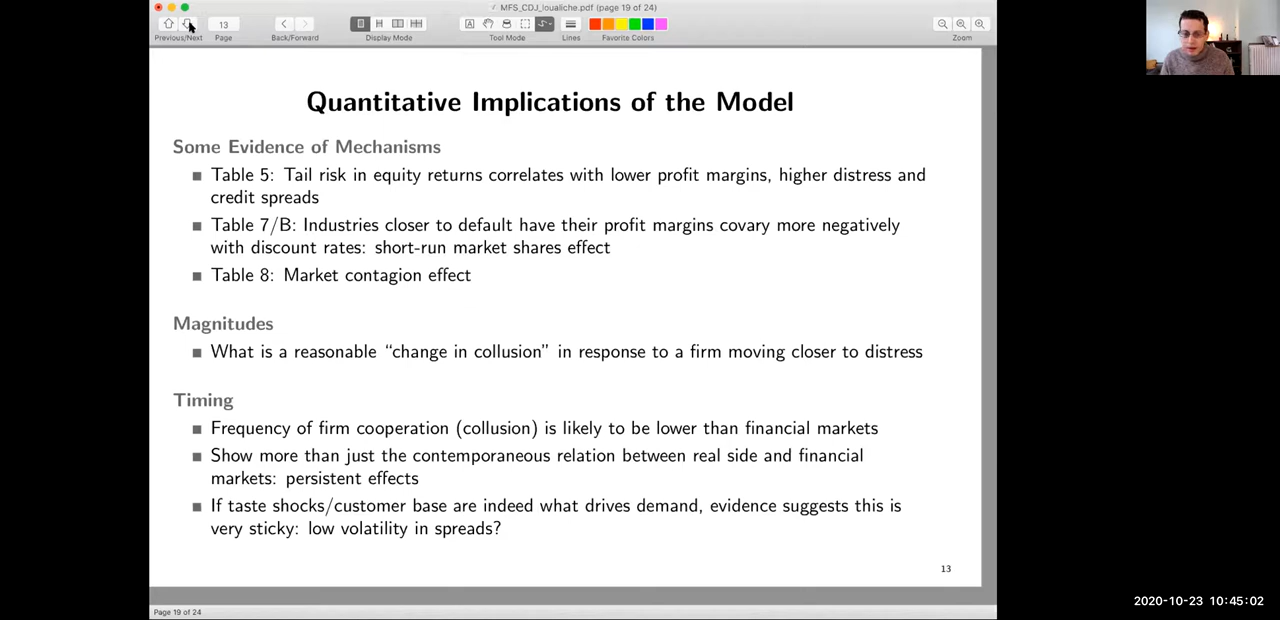 MFS_CDJ_loualiche.pdf (page 19 of 24)
13
Previous/Next
Page
Back/Forward
Display Mode
Tool Mode
Lines
Favorite Colors
Zoom
Quantitative Implications of the Model
Some Evidence of Mechanisms
Table 5: Tail risk in equity returns correlates with lower profit margins, higher distress and
credit spreads
Table 7/B: Industries closer to default have their profit margins covary more negatively
with discount rates: short-run market shares effect
Table 8: Market contagion effect
Magnitudes
What is a reasonable “change in collusion” in response to a firm moving closer to distress
Timing
Frequency of firm cooperation (collusion) is likely to be lower than financial markets
Show more than just the contemporaneous relation between real side and financial
markets: persistent effects
If taste shocks/customer base are indeed what drives demand, evidence suggests this is
very sticky: low volatility in spreads?
13
Page 19 of 24
2020-10-23 10:45:02